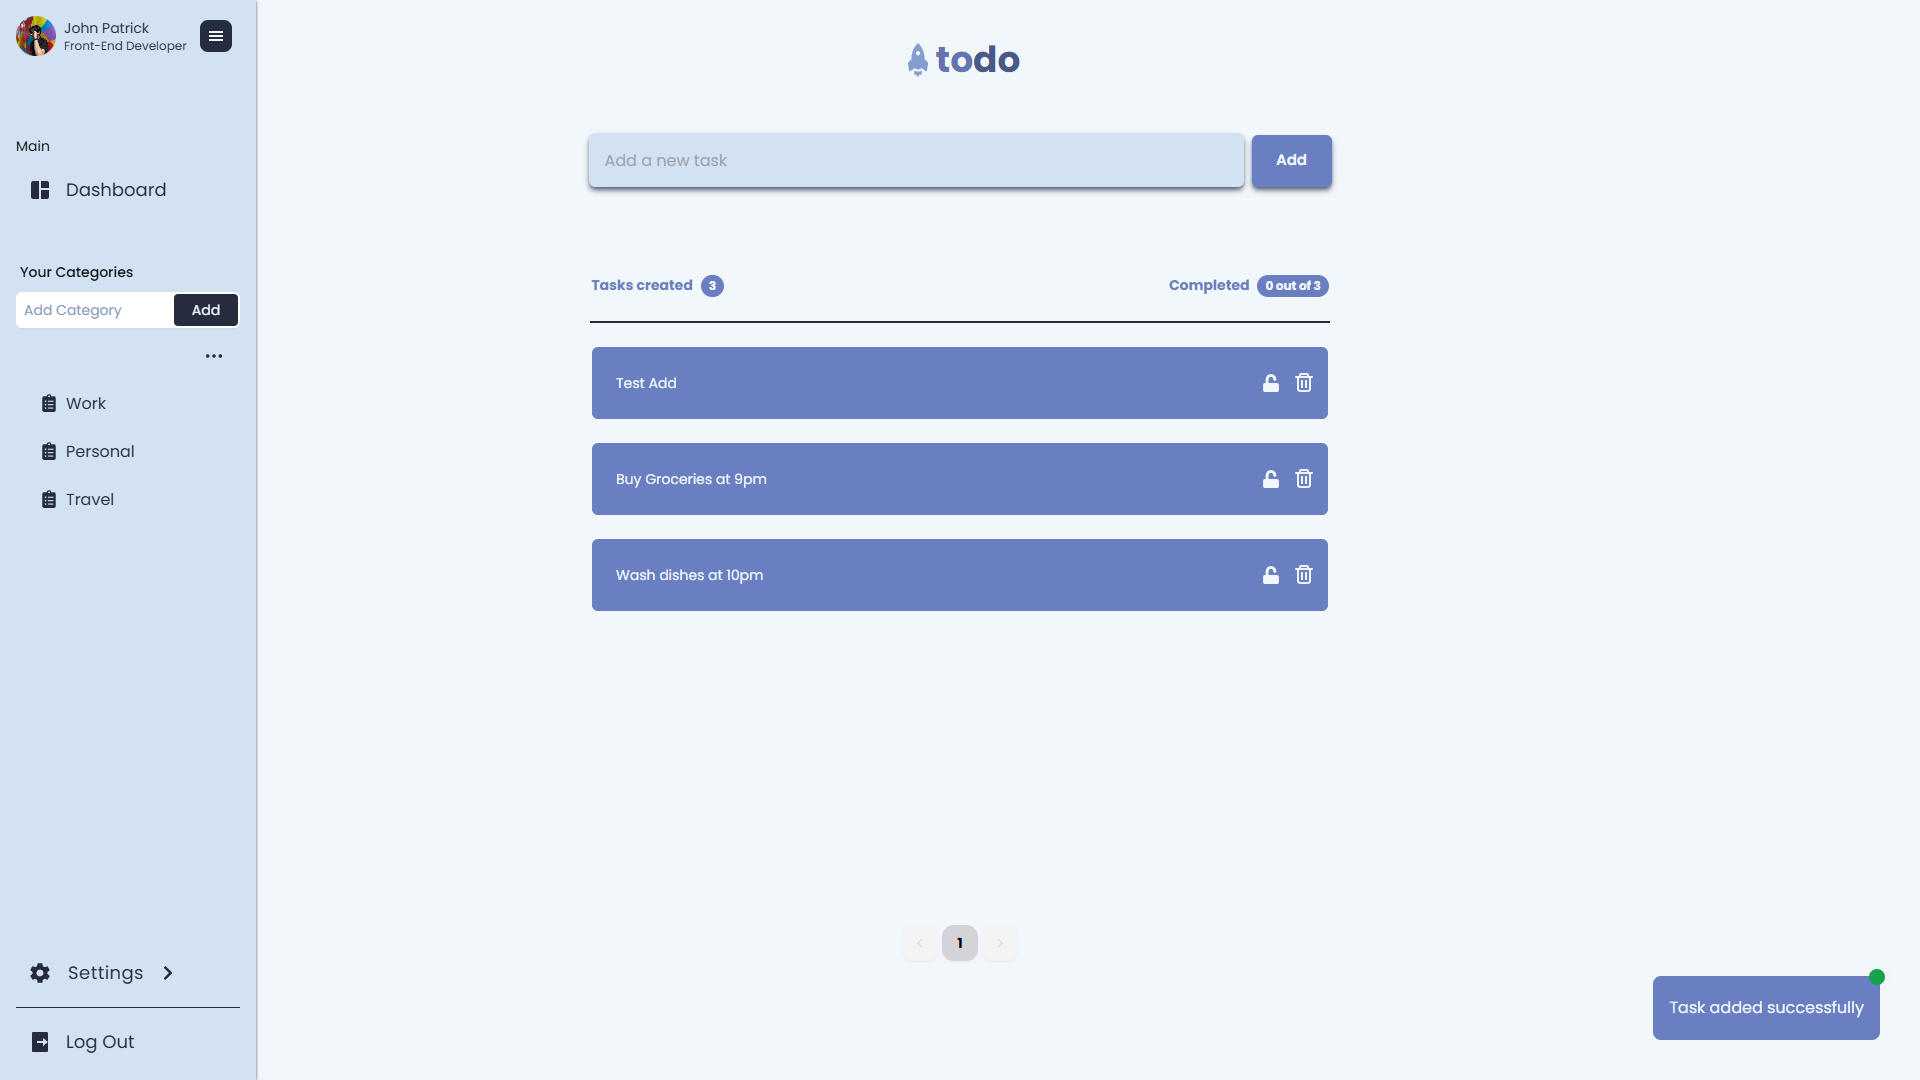 John Patrick
Front-End Developer
Main
Dashboard
Your Categories
Add Category
Add
...
Work
Personal
Travel
Settings
Log Out
todo
Add a new task
Add
Tasks created 3
Completed 0 out of 3
Test Add
Buy Groceries at 9pm
Wash dishes at 10pm
< 1 >
Task added successfully